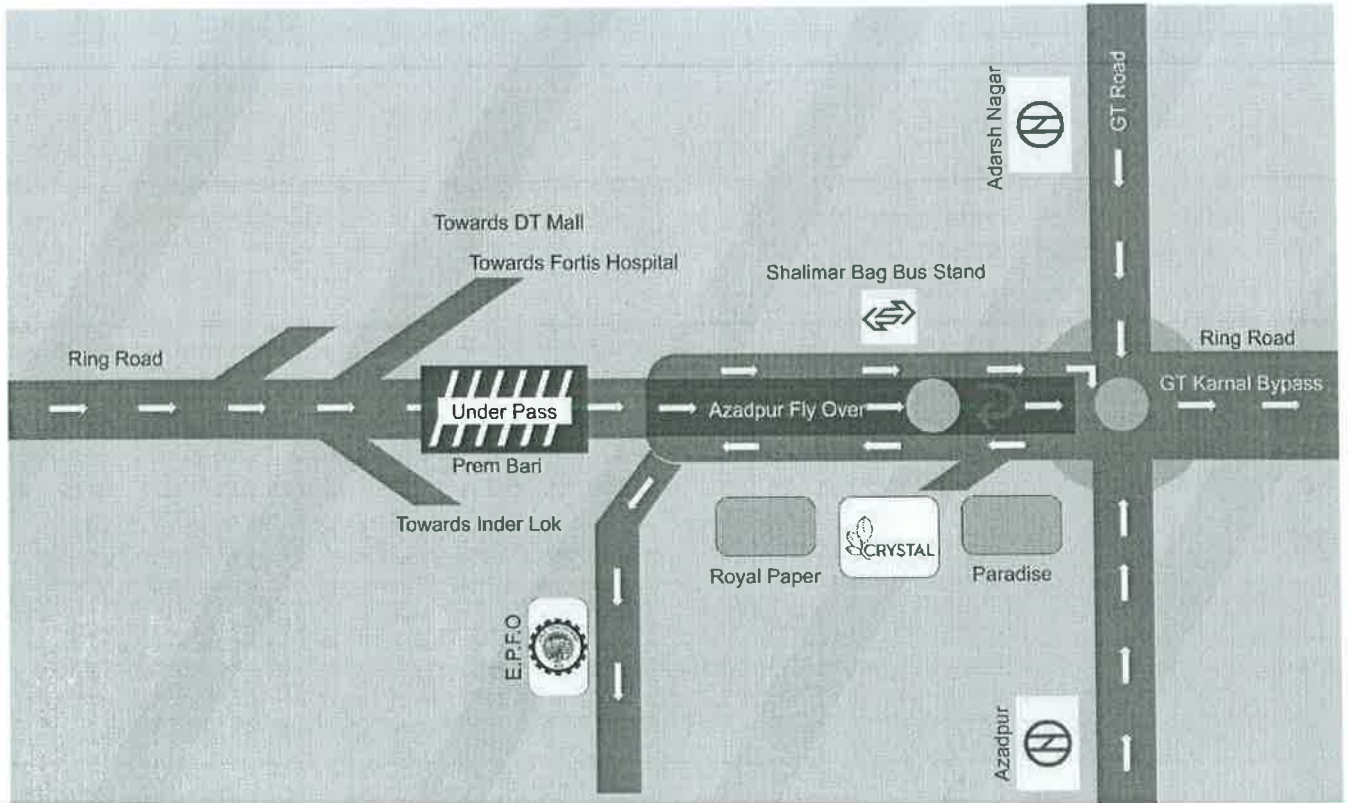 GT Road
Adarsh Nagar
Towards DT Mall
Towards Fortis Hospital
Shalimar Bag Bus Stand
Ring Road
Ring Road
GT Karnal Bypass
Under Pass
Azadpur Fly Over
Prem Bari
Towards Inder Lok
CRYSTAL
Royal Paper
Paradise
E.P.F.O
Azadpur